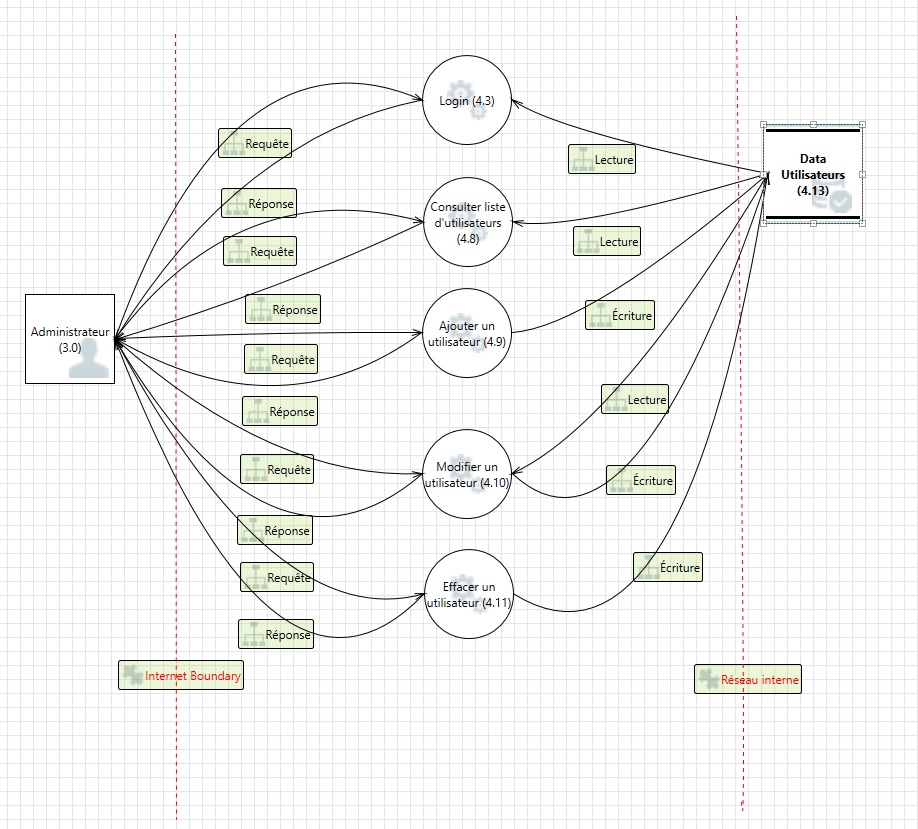 Login (4.3)
Requête
Lecture
Data
Utilisateurs
(4.13)
Réponse
Consulter liste
d'utilisateurs
(4.8)
Requête
Lecture
Réponse
Écriture
Administrateur
(3.0)
Ajouter un
utilisateur (4.9)
Requête
Lecture
Réponse
Requête
Modifier un
utilisateur (4.10)
Écriture
Réponse
Requête
Écriture
Effacer un
utilisateur (4.11)
Réponse
Internet Boundary
Réseau interne